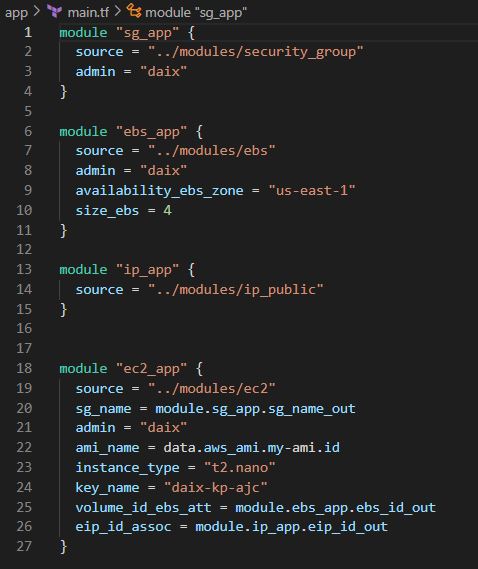 app > main.tf > module "sg_app"
1 module "sg_app" {
2 source = "../modules/security_group"
3 admin = "daix"
4 }
5
6 module "ebs_app" {
7 source = "../modules/ebs"
8 admin = "daix"
9 availability_ebs_zone = "us-east-1"
10 size_ebs = 4
11 }
12
13 module "ip_app" {
14 source = "../modules/ip_public"
15 }
16
17
18 module "ec2_app" {
19 source = "../modules/ec2"
20 sg_name = module.sg_app.sg_name_out
21 admin = "daix"
22 ami_name = data.aws_ami.my-ami.id
23 instance_type = "t2.nano"
24 key_name = "daix-kp-ajc"
25 volume_id_ebs_att = module.ebs_app.ebs_id_out
26 eip_id_assoc = module.ip_app.eip_id_out
27 }